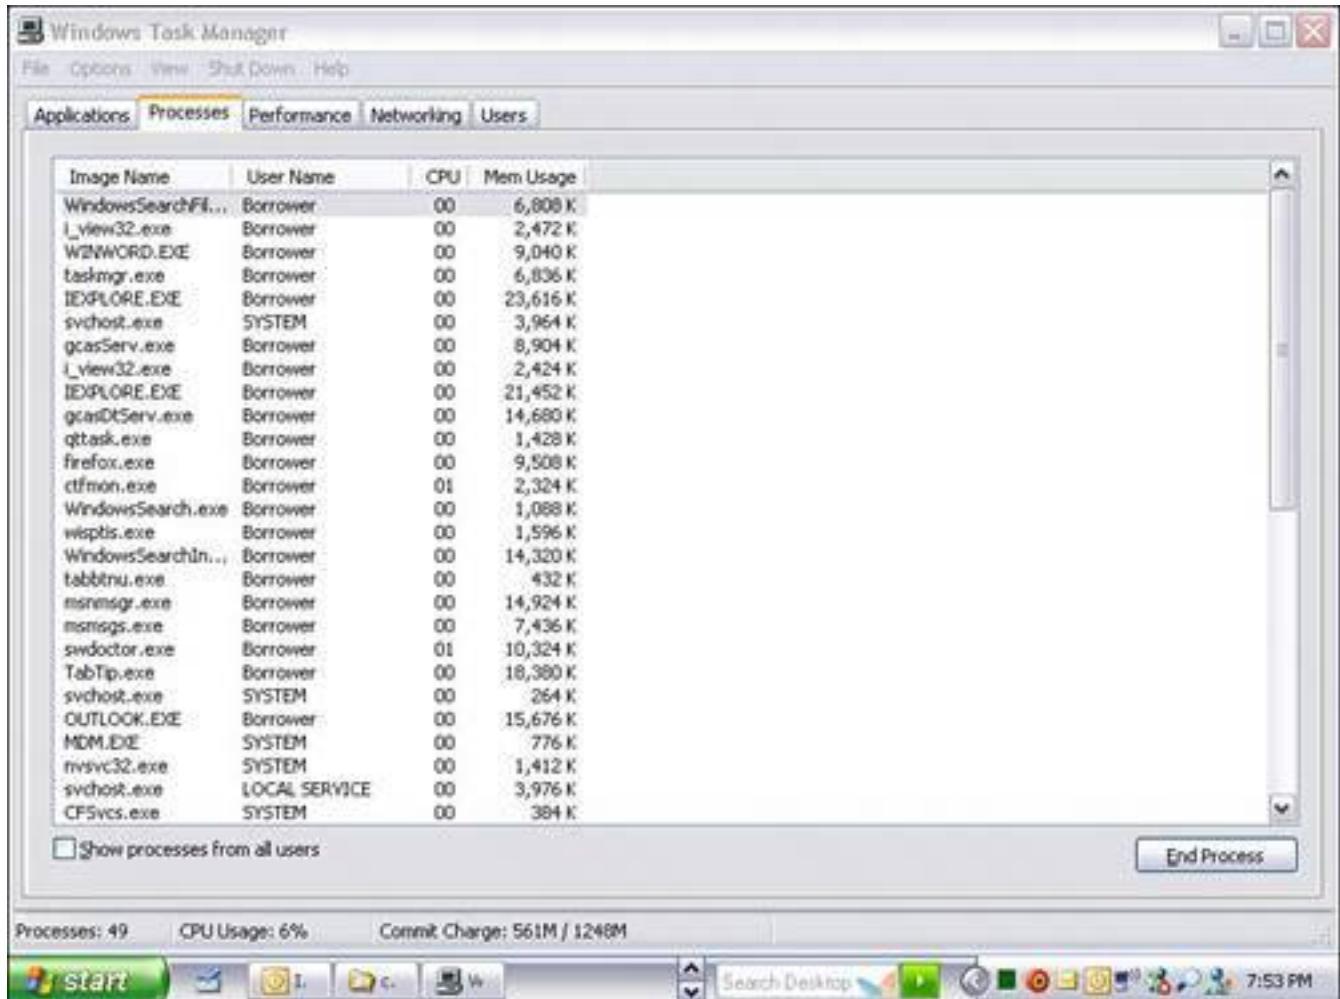 Windows Task Manager
File Options View Shut Down Help
Applications Processes Performance Networking Users
Image Name User Name CPU Mem Usage
WindowsSearchFil... Borrower 00 6,808 K
i_view32.exe Borrower 00 2,472 K
WINWORD.EXE Borrower 00 9,040 K
taskmgr.exe Borrower 00 6,836 K
IEXPLORE.EXE Borrower 00 23,616 K
svchost.exe SYSTEM 00 3,964 K
gcasServ.exe Borrower 00 8,904 K
i_view32.exe Borrower 00 2,424 K
IEXPLORE.EXE Borrower 00 21,452 K
gcasDtServ.exe Borrower 00 14,680 K
qttask.exe Borrower 00 1,428 K
firefox.exe Borrower 00 9,508 K
ctfmon.exe Borrower 01 2,324 K
WindowsSearch.exe Borrower 00 1,088 K
wisptis.exe Borrower 00 1,596 K
WindowsSearchIn... Borrower 00 14,320 K
tabbtnu.exe Borrower 00 432 K
msnmsgr.exe Borrower 00 14,924 K
msmsgs.exe Borrower 00 7,436 K
swdoctor.exe Borrower 01 10,324 K
TabTip.exe Borrower 00 18,380 K
svchost.exe SYSTEM 00 264 K
OUTLOOK.EXE Borrower 00 15,676 K
MDM.EXE SYSTEM 00 776 K
nvsvc32.exe SYSTEM 00 1,412 K
svchost.exe LOCAL SERVICE 00 3,976 K
CFSvcs.exe SYSTEM 00 384 K
Show processes from all users
End Process
Processes: 49 CPU Usage: 6% Commit Charge: 561M / 1248M
start I. c. Search Desktop 7:53 PM